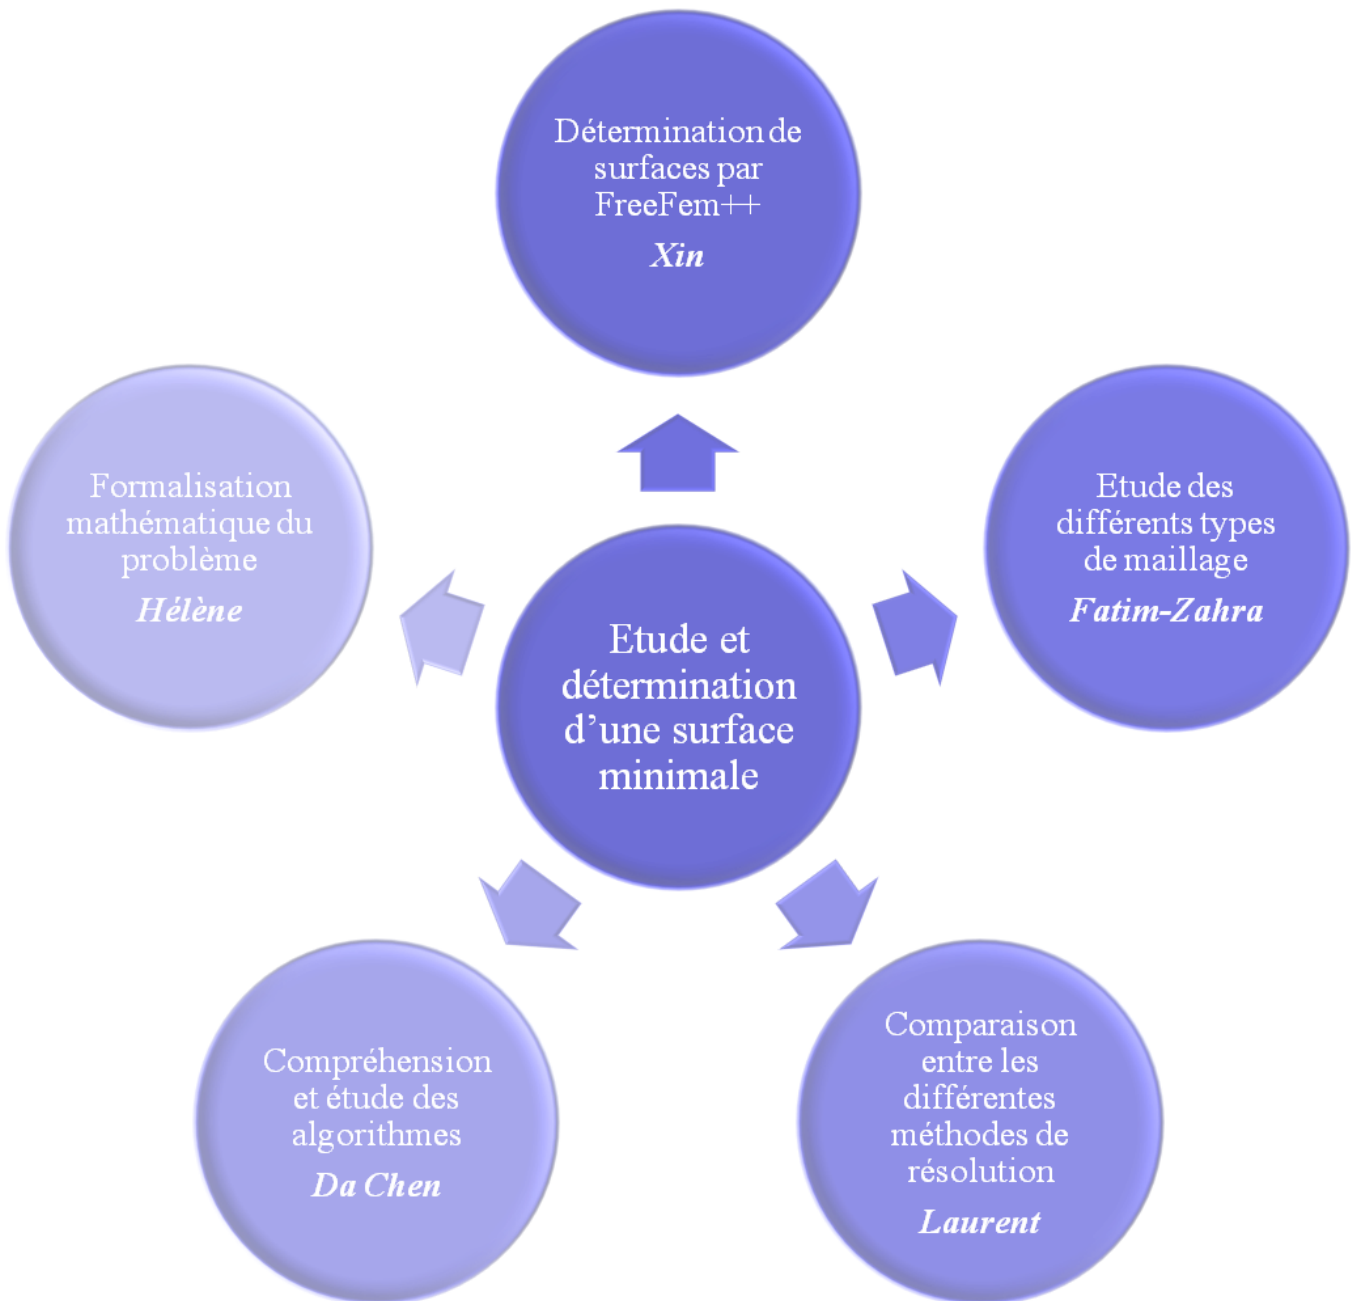 Détermination de
surfaces par
FreeFem++
Xin
Formalisation
mathématique du
problème
Hélène
Etude des
différents types
de maillage
Fatim-Zahra
Etude et
détermination
d’une surface
minimale
Compréhension
et étude des
algorithmes
Da Chen
Comparaison
entre les
différentes
méthodes de
résolution
Laurent